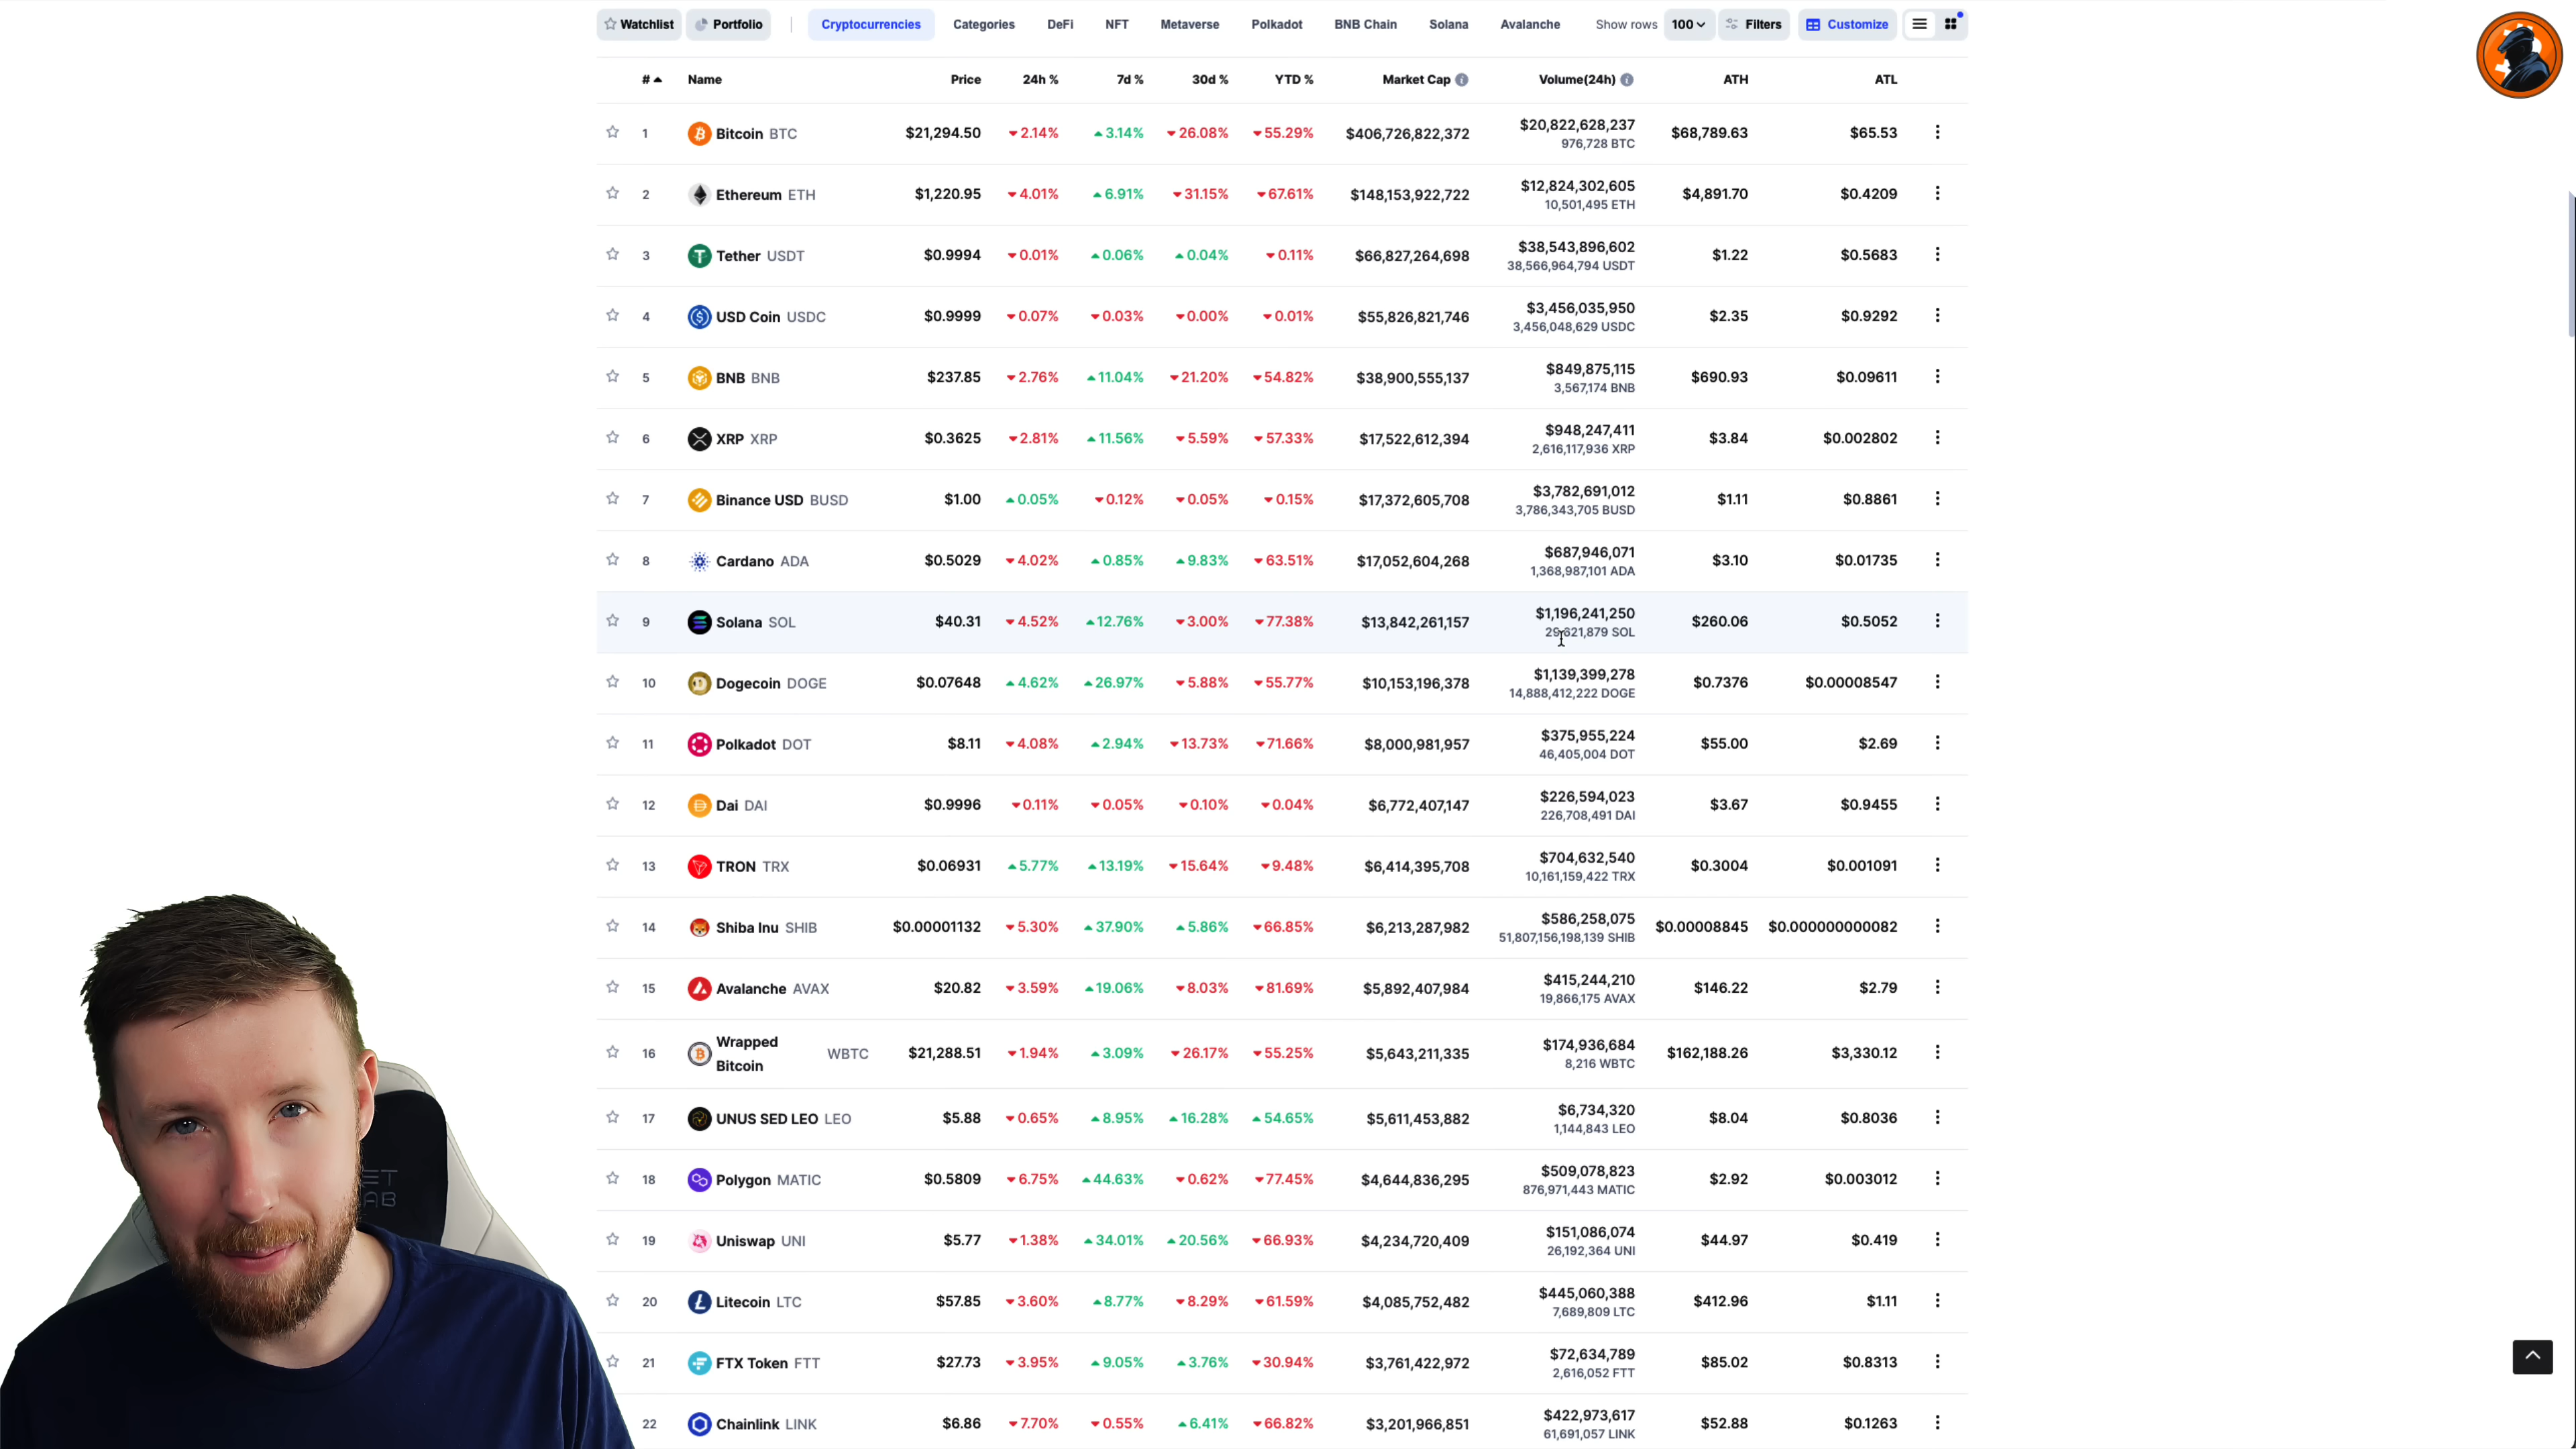 Watchlist Portfolio Cryptocurrencies Categories DeFi NFT Metaverse Polkadot BNB Chain Solana Avalanche Show rows 100 Filters Customize
# Name Price 24h % 7d % 30d % YTD % Market Cap Volume(24h) ATH ATL
1 Bitcoin BTC $21,294.50 2.14% 3.14% 26.08% 55.29% $406,726,822,372 $20,822,628,237 $68,789.63 $65.53
976,728 BTC
2 Ethereum ETH $1,220.95 4.01% 6.91% 31.15% 67.61% $148,153,922,722 $12,824,302,605 $4,891.70 $0.4209
10,501,495 ETH
3 Tether USDT $0.9994 0.01% 0.06% 0.04% 0.11% $66,827,264,698 $38,543,896,602 $1.22 $0.5683
38,566,964,794 USDT
4 USD Coin USDC $0.9999 0.07% 0.03% 0.00% 0.01% $55,826,821,746 $3,456,035,950 $2.35 $0.9292
3,456,048,629 USDC
5 BNB BNB $237.85 2.76% 11.04% 21.20% 54.82% $38,900,555,137 $849,875,115 $690.93 $0.09611
3,567,174 BNB
6 XRP XRP $0.3625 2.81% 11.56% 5.59% 57.33% $17,522,612,394 $948,247,411 $3.84 $0.002802
2,616,117,936 XRP
7 Binance USD BUSD $1.00 0.05% 0.12% 0.05% 0.15% $17,372,605,708 $3,782,691,012 $1.11 $0.8861
3,786,343,705 BUSD
8 Cardano ADA $0.5029 4.02% 0.85% 9.83% 63.51% $17,052,604,268 $687,946,071 $3.10 $0.01735
1,368,987,101 ADA
9 Solana SOL $40.31 4.52% 12.76% 3.00% 77.38% $13,842,261,157 $1,196,241,250 $260.06 $0.5052
29,621,879 SOL
10 Dogecoin DOGE $0.07648 4.62% 26.97% 5.88% 55.77% $10,153,196,378 $1,139,399,278 $0.7376 $0.00008547
14,888,412,222 DOGE
11 Polkadot DOT $8.11 4.08% 2.94% 13.73% 71.66% $8,000,981,957 $375,955,224 $55.00 $2.69
46,405,004 DOT
12 Dai DAI $0.9996 0.11% 0.05% 0.10% 0.04% $6,772,407,147 $226,594,023 $3.67 $0.9455
226,708,491 DAI
13 TRON TRX $0.06931 5.77% 13.19% 15.64% 9.48% $6,414,395,708 $704,632,540 $0.3004 $0.001091
10,161,159,422 TRX
14 Shiba Inu SHIB $0.00001132 5.30% 37.90% 5.86% 66.85% $6,213,287,982 $586,258,075 $0.00008845 $0.000000000082
51,807,156,198,139 SHIB
15 Avalanche AVAX $20.82 3.59% 19.06% 8.03% 81.69% $5,892,407,984 $415,244,210 $146.22 $2.79
19,866,175 AVAX
16 Wrapped Bitcoin WBTC $21,288.51 1.94% 3.09% 26.17% 55.25% $5,643,211,335 $174,936,684 $162,188.26 $3,330.12
8,216 WBTC
17 UNUS SED LEO LEO $5.88 0.65% 8.95% 16.28% 54.65% $5,611,453,882 $6,734,320 $8.04 $0.8036
1,144,843 LEO
18 Polygon MATIC $0.5809 6.75% 44.63% 0.62% 77.45% $4,644,836,295 $509,078,823 $2.92 $0.003012
876,971,443 MATIC
19 Uniswap UNI $5.77 1.38% 34.01% 20.56% 66.93% $4,234,720,409 $151,086,074 $44.97 $0.419
26,192,364 UNI
20 Litecoin LTC $57.85 3.60% 8.77% 8.29% 61.59% $4,085,752,482 $445,060,388 $412.96 $1.11
7,689,809 LTC
21 FTX Token FTT $27.73 3.95% 9.05% 3.76% 30.94% $3,761,422,972 $72,634,789 $85.02 $0.8313
2,616,052 FTT
22 Chainlink LINK $6.86 7.70% 0.55% 6.41% 66.82% $3,201,966,851 $422,973,617 $52.88 $0.1263
61,691,057 LINK